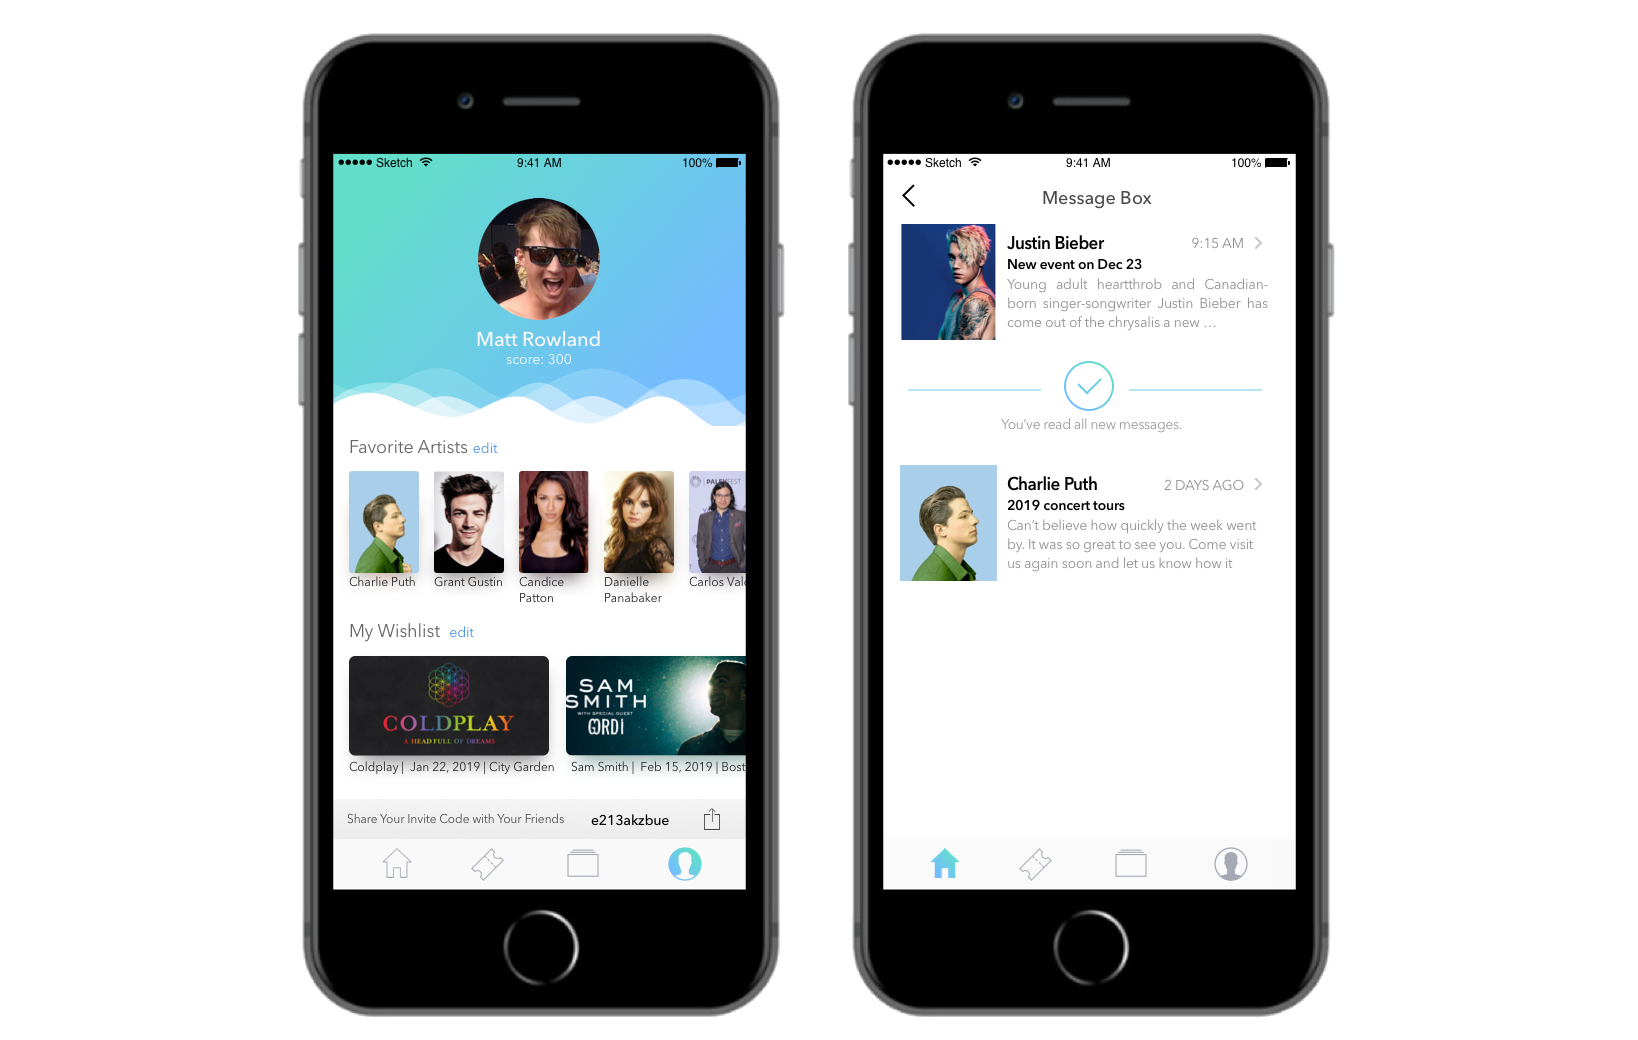 Sketch 9:41 AM 100%
Matt Rowland
score: 300
Favorite Artists edit
PALEYFEST
Charlie Puth Grant Gustin Candice Patton Danielle Panabaker Carlos Val
My Wishlist edit
COLDPLAY
A HEAD FULL OF DREAMS
SAM
SMITH
WITH SPECIAL GUEST
Coldplay | Jan 22, 2019 | City Garden
Sam Smith | Feb 15, 2019 | Bost
Share Your Invite Code with Your Friends e213akzbue
Sketch 9:41 AM 100%
Message Box
Justin Bieber 9:15 AM
New event on Dec 23
Young adult heartthrob and Canadian-
born singer-songwriter Justin Bieber has
come out of the chrysalis a new …
You've read all new messages.
Charlie Puth 2 DAYS AGO
2019 concert tours
Can't believe how quickly the week went
by. It was so great to see you. Come visit
us again soon and let us know how it